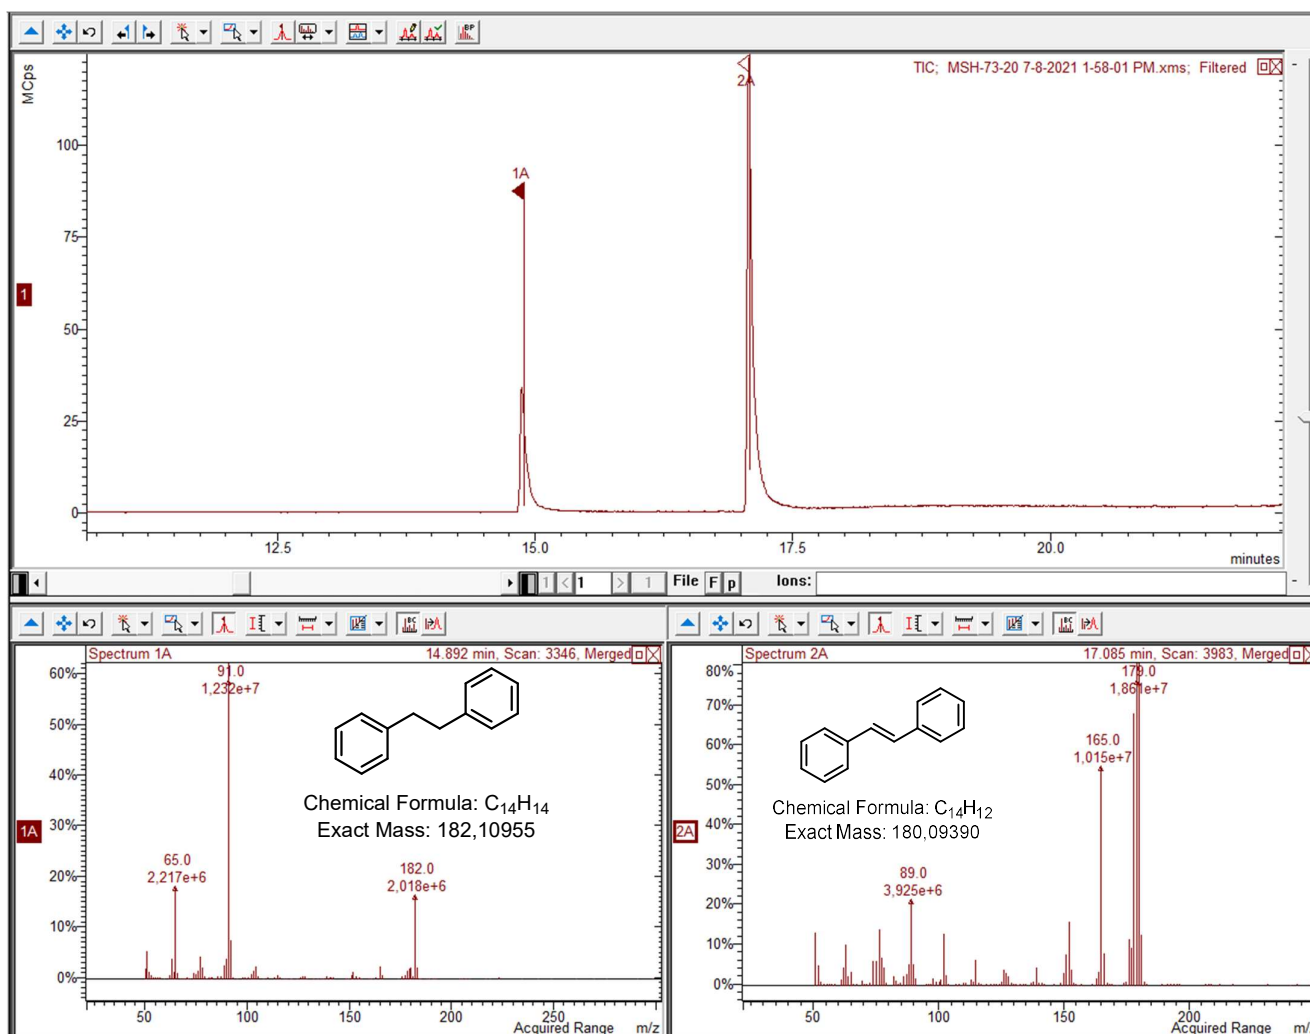 TIC; MSH-73-20 7-8-2021 1-58-01 PM.xms; Filtered
MCps
2A
1A
100
75
50
25
0
1
12.5 15.0 17.5 20.0
minutes
1 1 1 File F p Ions:
Spectrum 1A 14.892 min, Scan: 3346, Merged
60%
91.0
1,232e+7
50%
40%
Chemical Formula: C₁₄H₁₄
Exact Mass: 182,10955
30%
1A
20%
65.0
2,217e+6
182.0
2,018e+6
10%
0%
50 100 150 200 250
Acquired Range m/z
Spectrum 2A 17.085 min, Scan: 3983, Merged
80%
179.0
1,861e+7
70%
60%
165.0
1,015e+7
50%
Chemical Formula: C₁₄H₁₂
Exact Mass: 180,09390
40%
2A
30%
89.0
3,925e+6
20%
10%
0%
50 100 150 200
Acquired Range m/